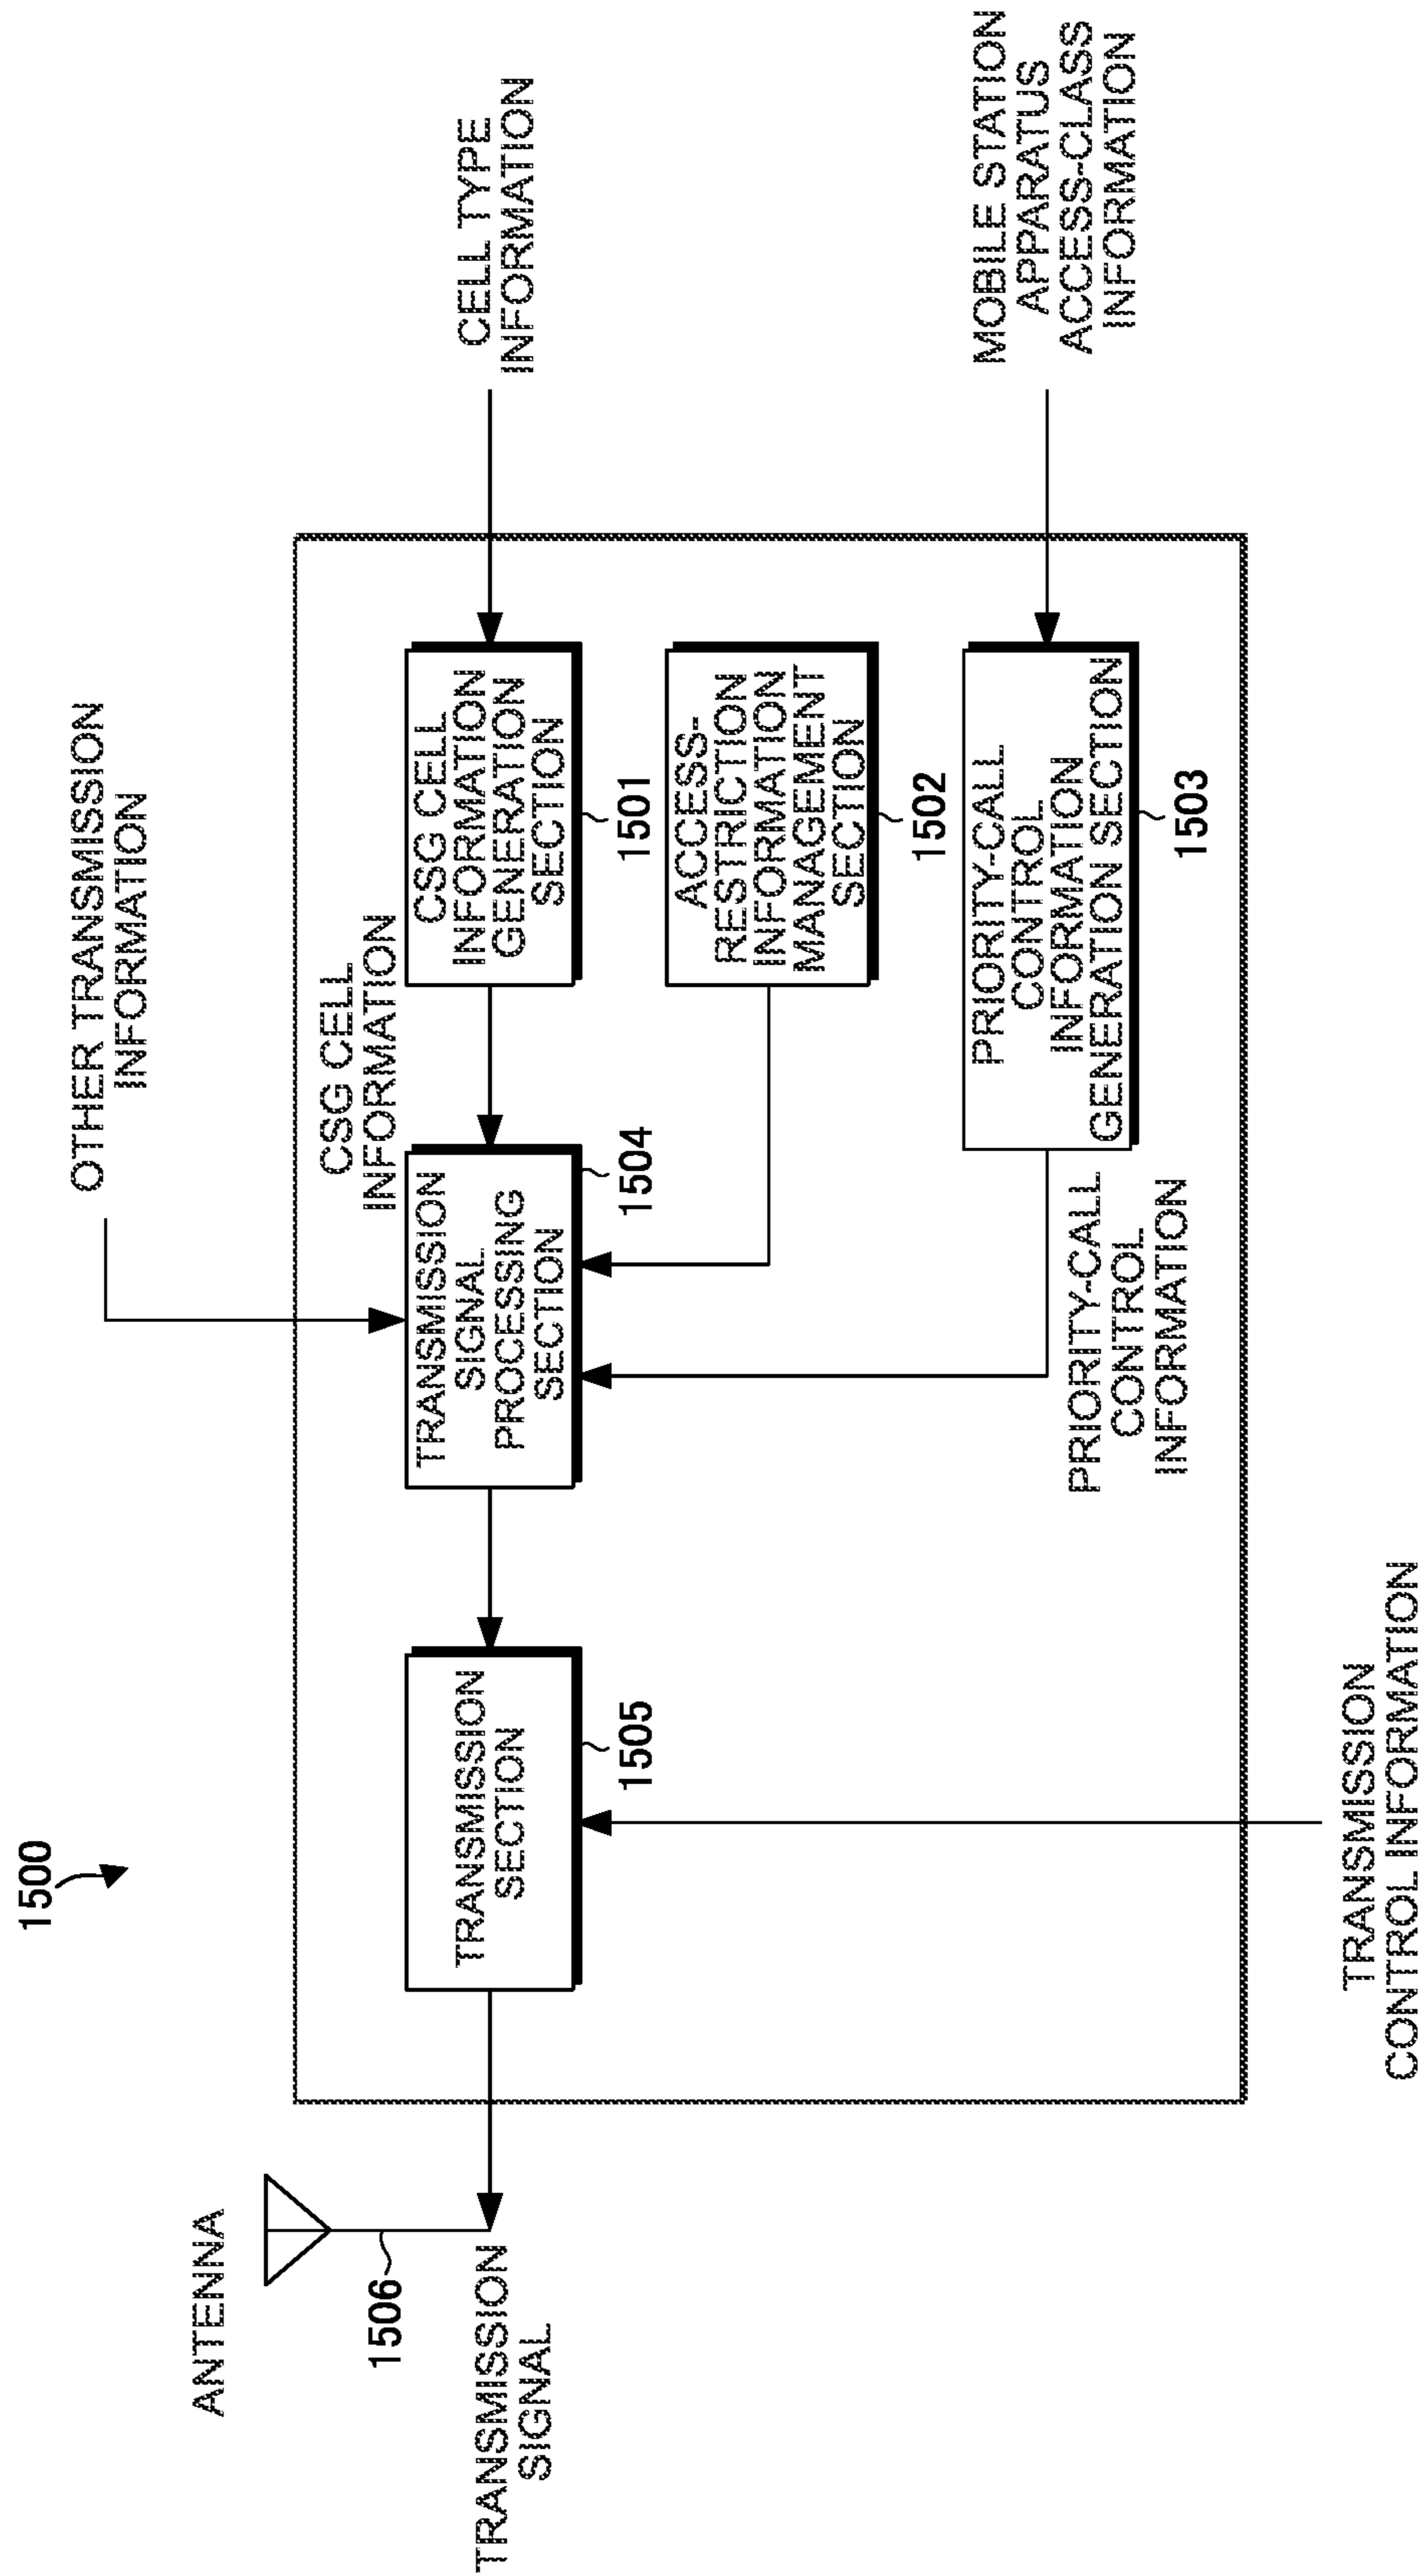 1500
ANTENNA
1506
TRANSMISSION
SIGNAL
TRANSMISSION
SECTION
1505
TRANSMISSION
CONTROL INFORMATION
OTHER TRANSMISSION
INFORMATION
TRANSMISSION
SIGNAL
PROCESSING
SECTION
1504
CSG CELL
INFORMATION
PRIORITY-CALL
CONTROL
INFORMATION
CSG CELL
INFORMATION
GENERATION
SECTION
1501
ACCESS-
RESTRICTION
INFORMATION
MANAGEMENT
SECTION
1502
PRIORITY-CALL
CONTROL
INFORMATION
GENERATION SECTION
1503
CELL TYPE
INFORMATION
MOBILE STATION
APPARATUS
ACCESS-CLASS
INFORMATION